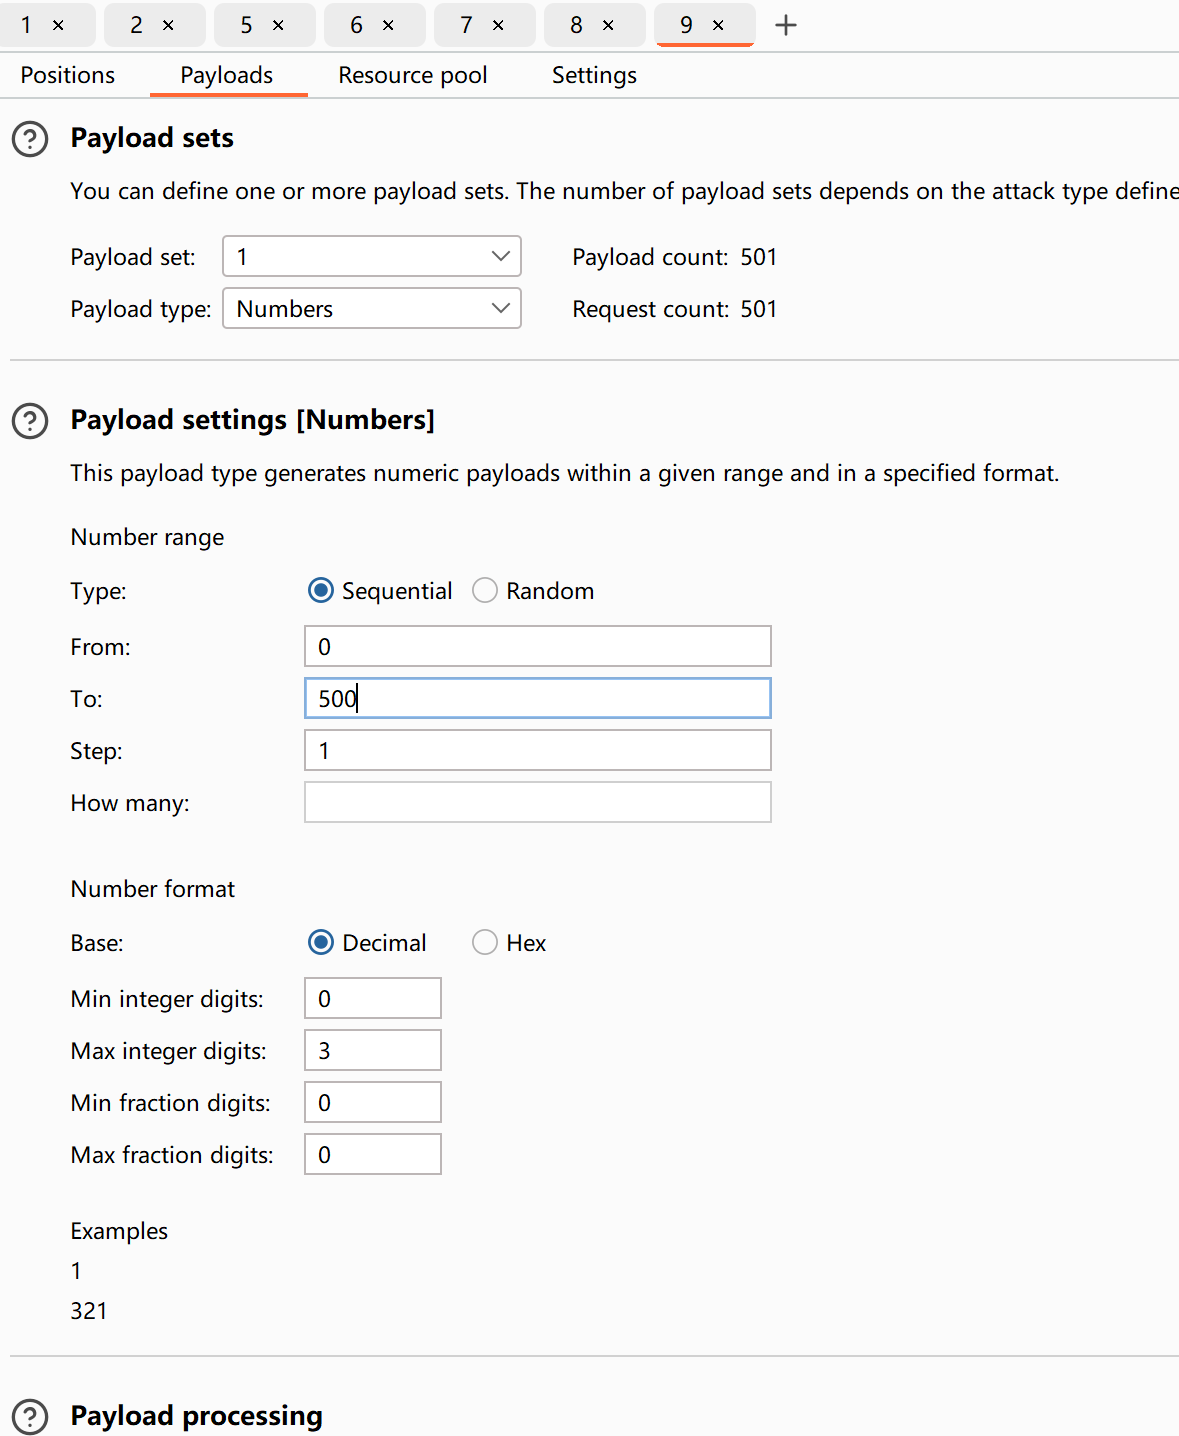 1 × 2 × 5 × 6 × 7 × 8 × 9 × +
Positions Payloads Resource pool Settings
? Payload sets
You can define one or more payload sets. The number of payload sets depends on the attack type define
Payload set: 1 Payload count: 501
Payload type: Numbers Request count: 501
? Payload settings [Numbers]
This payload type generates numeric payloads within a given range and in a specified format.
Number range
Type: Sequential Random
From: 0
To: 500
Step: 1
How many:
Number format
Base: Decimal Hex
Min integer digits: 0
Max integer digits: 3
Min fraction digits: 0
Max fraction digits: 0
Examples
1
321
? Payload processing